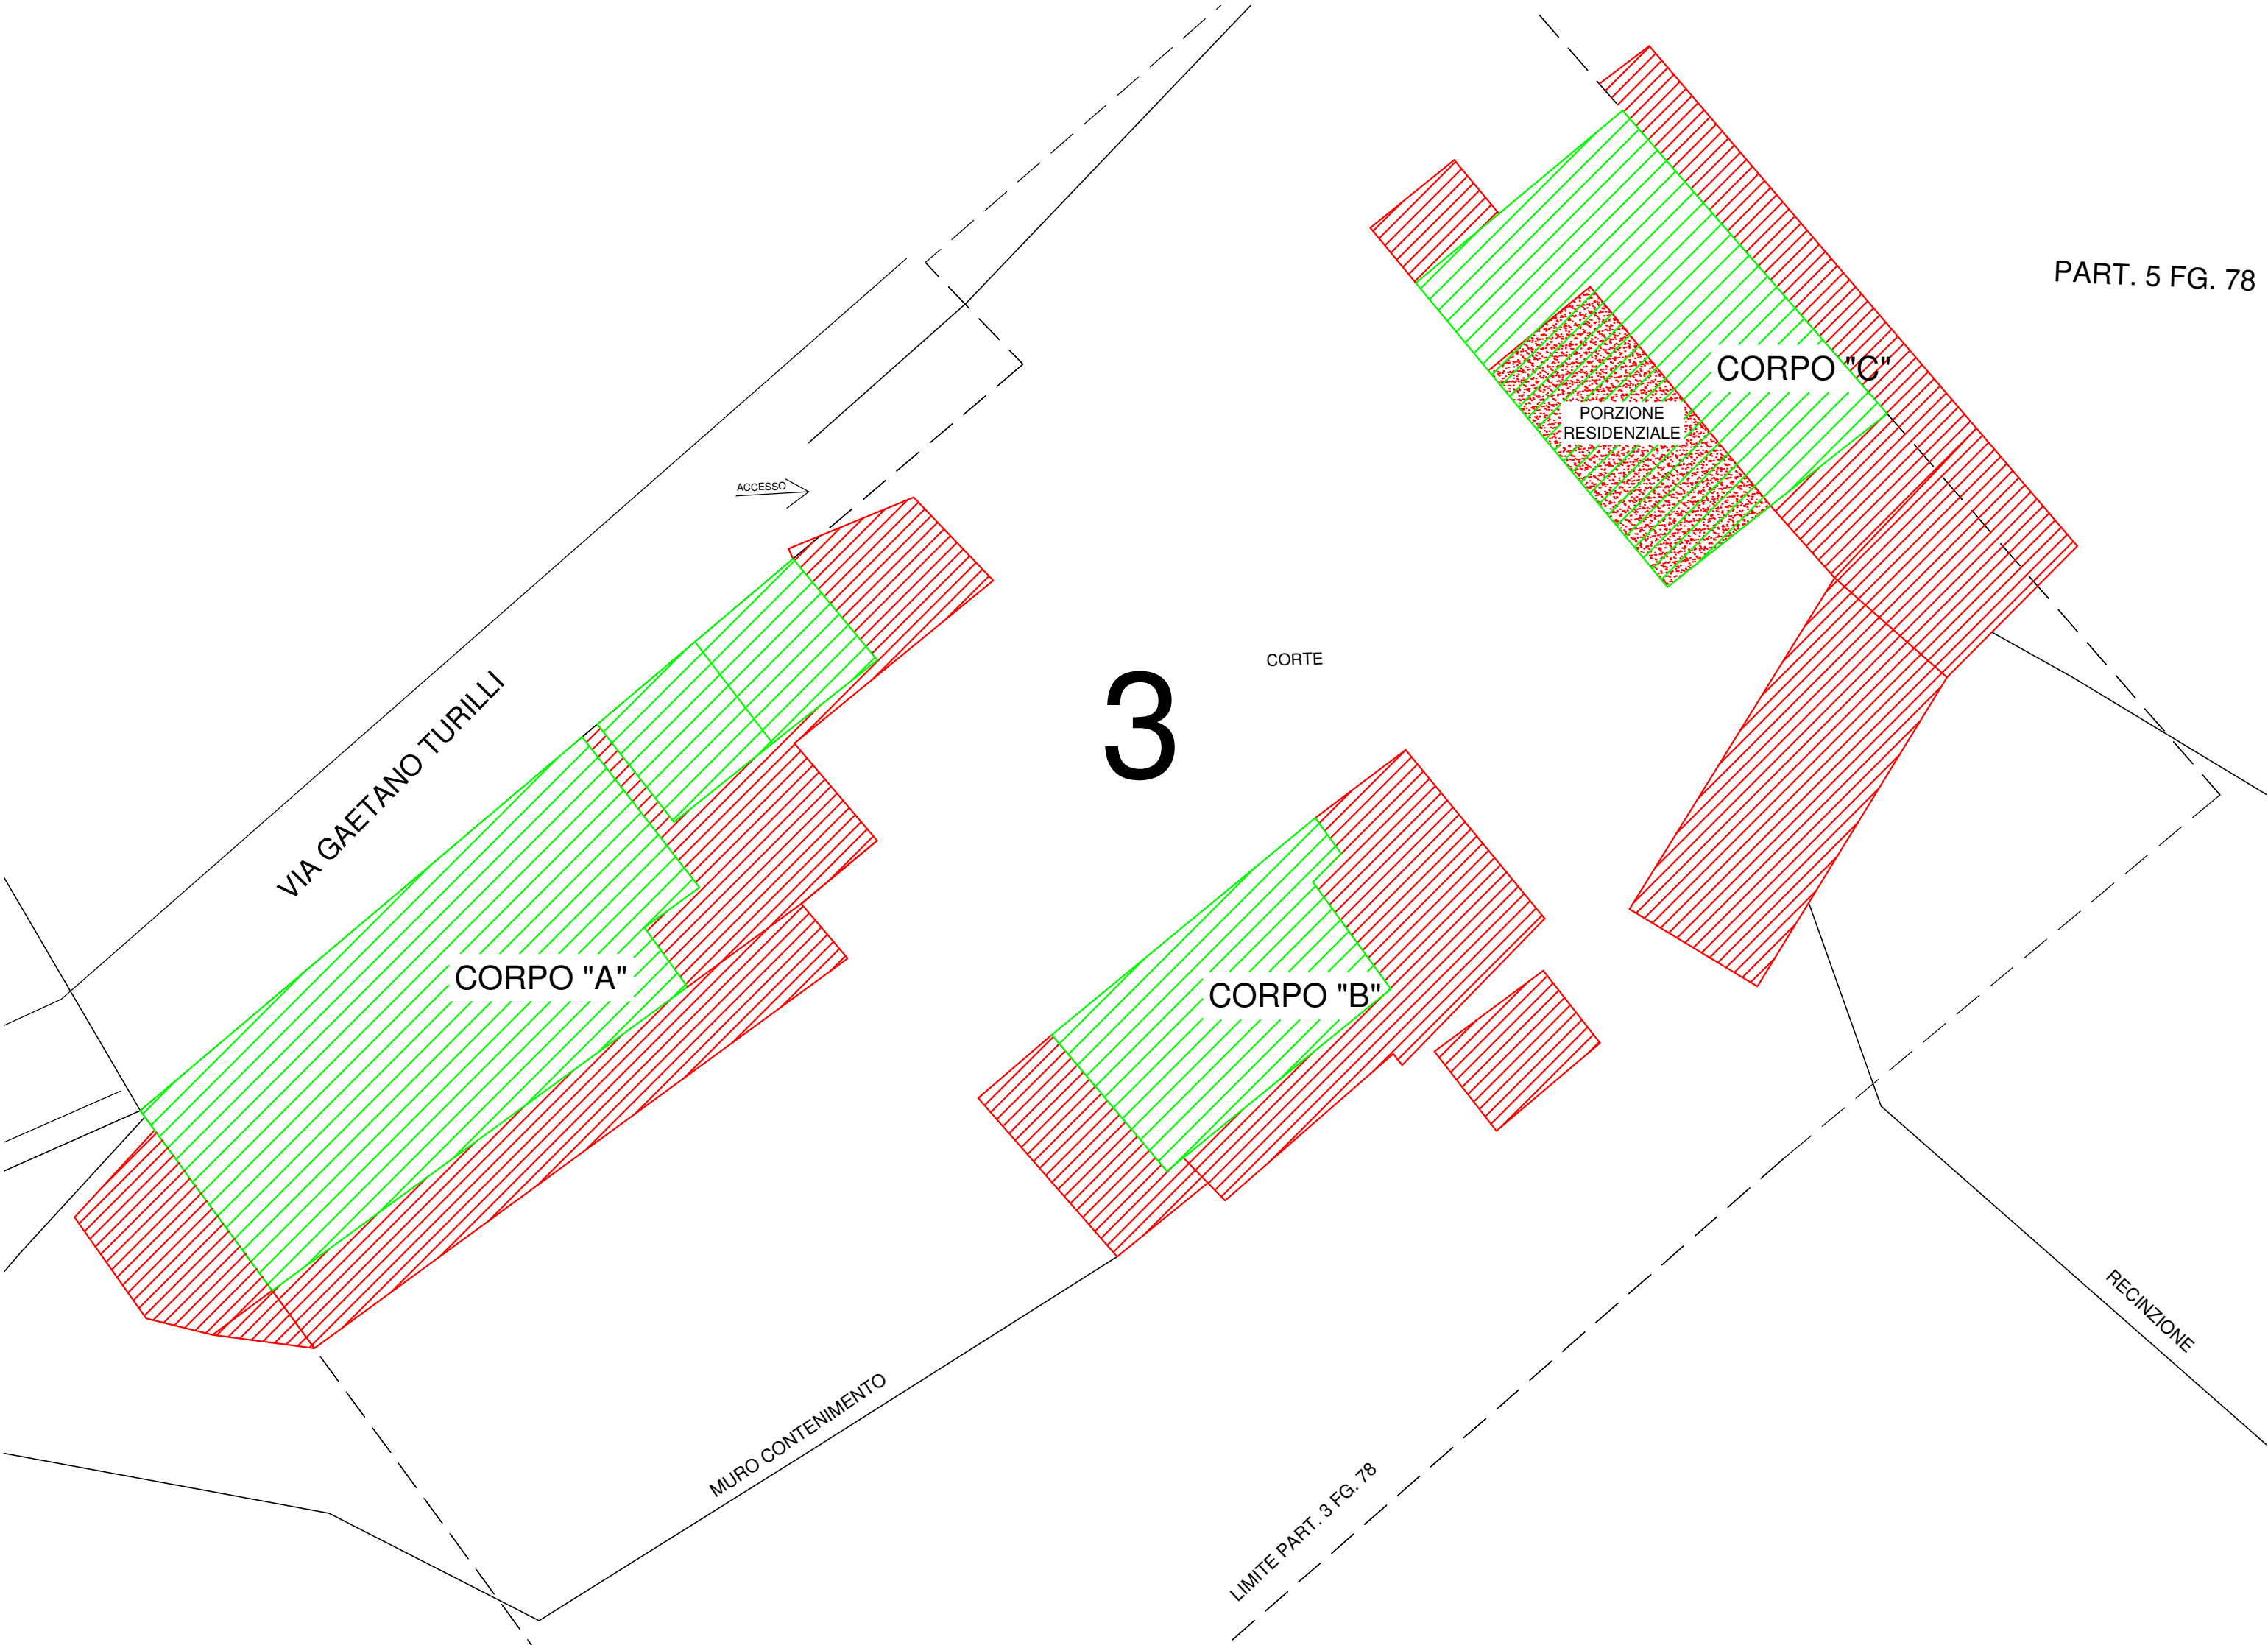 PART. 5 FG. 78
CORPO "C"
PORZIONE
RESIDENZIALE
ACCESSO
CORTE
3
VIA GAETANO TURILLI
CORPO "A"
CORPO "B"
RECINZIONE
MURO CONTENIMENTO
LIMITE PART. 3 FG. 78